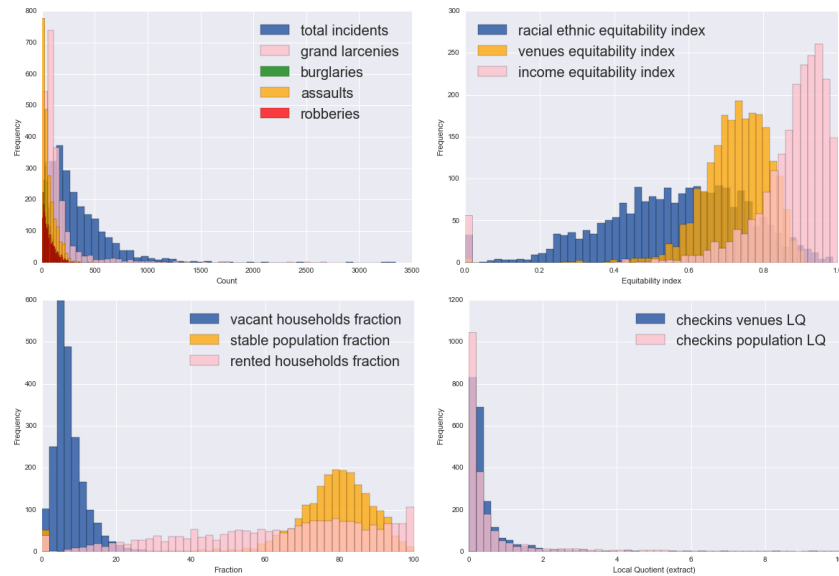 800
700
600
500
400
300
200
100
0
Frequency
total incidents
grand larcenies
burglaries
assaults
robberies
0 500 1000 1500 2000 2500 3000 3500
Count
300
250
200
150
100
50
0
Frequency
racial ethnic equitability index
venues equitability index
income equitability index
0.0 0.2 0.4 0.6 0.8 1.0
Equitability index
600
500
400
300
200
100
0
Frequency
vacant households fraction
stable population fraction
rented households fraction
0 20 40 60 80 100
Fraction
1200
1000
800
600
400
200
0
Frequency
checkins venues LQ
checkins population LQ
0 2 4 6 8
Local Quotient (extract)